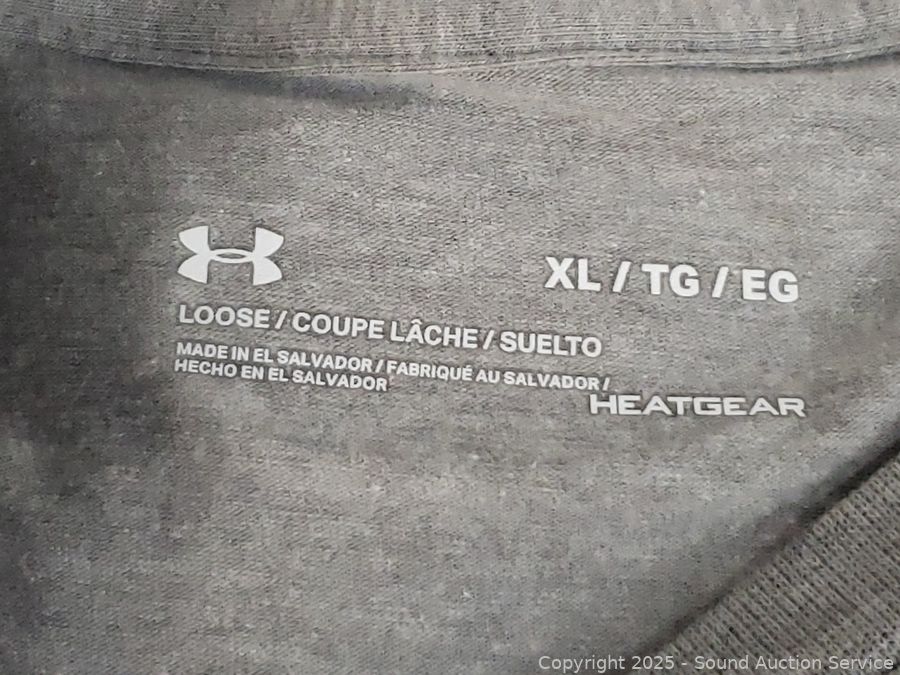 XL / TG / EG
LOOSE / COUPE LÂCHE / SUELTO
MADE IN EL SALVADOR / FABRIQUÉ AU SALVADOR /
HECHO EN EL SALVADOR
HEATGEAR
Copyright 2025 - Sound Auction Service